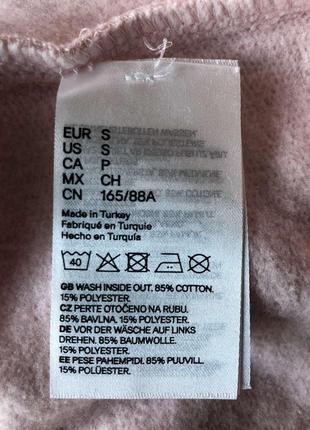 EUR S
US S
CA P
MX CH
CN 165/88A
Made in Turkey
Fabriqué en Turquie
Hecho en Turquía
40
GB WASH INSIDE OUT. 85% COTTON.
15% POLYESTER.
CZ PERTE OTOČENO NA RUBU.
85% BAVLNA. 15% POLYESTER.
DE VOR DER WÄSCHE AUF LINKS
DREHEN. 85% BAUMWOLLE.
15% POLYESTER.
EE PESE PAHEMPIDI. 85% PUUVILL.
15% POLÜESTER.